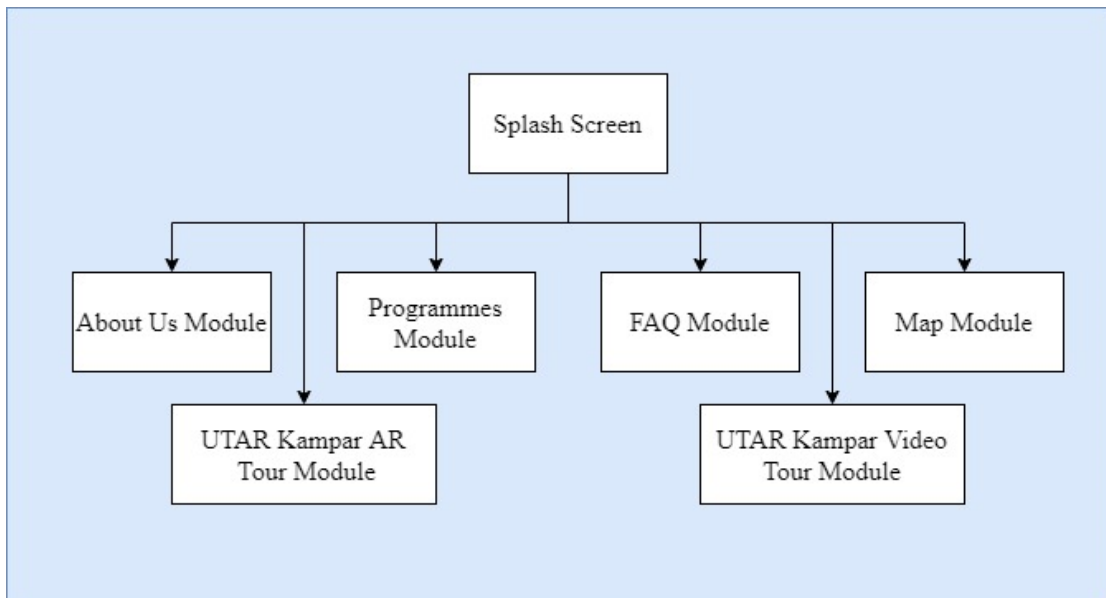 Splash Screen
About Us Module
Programmes
Module
FAQ Module
Map Module
UTAR Kampar AR
Tour Module
UTAR Kampar Video
Tour Module